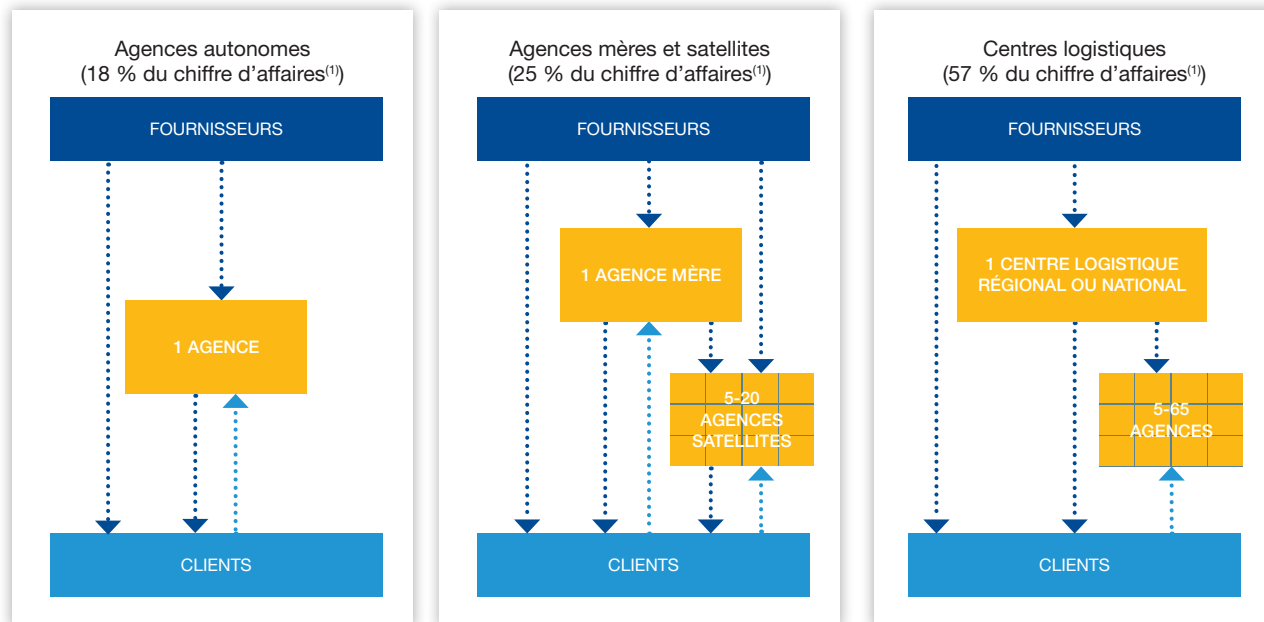 Agences autonomes
(18 % du chiffre d’affaires(1))
FOURNISSEURS
1 AGENCE
CLIENTS
Agences mères et satellites
(25 % du chiffre d’affaires(1))
FOURNISSEURS
1 AGENCE MÈRE
5-20
AGENCES
SATELLITES
CLIENTS
Centres logistiques
(57 % du chiffre d’affaires(1))
FOURNISSEURS
1 CENTRE LOGISTIQUE
RÉGIONAL OU NATIONAL
5-65
AGENCES
CLIENTS